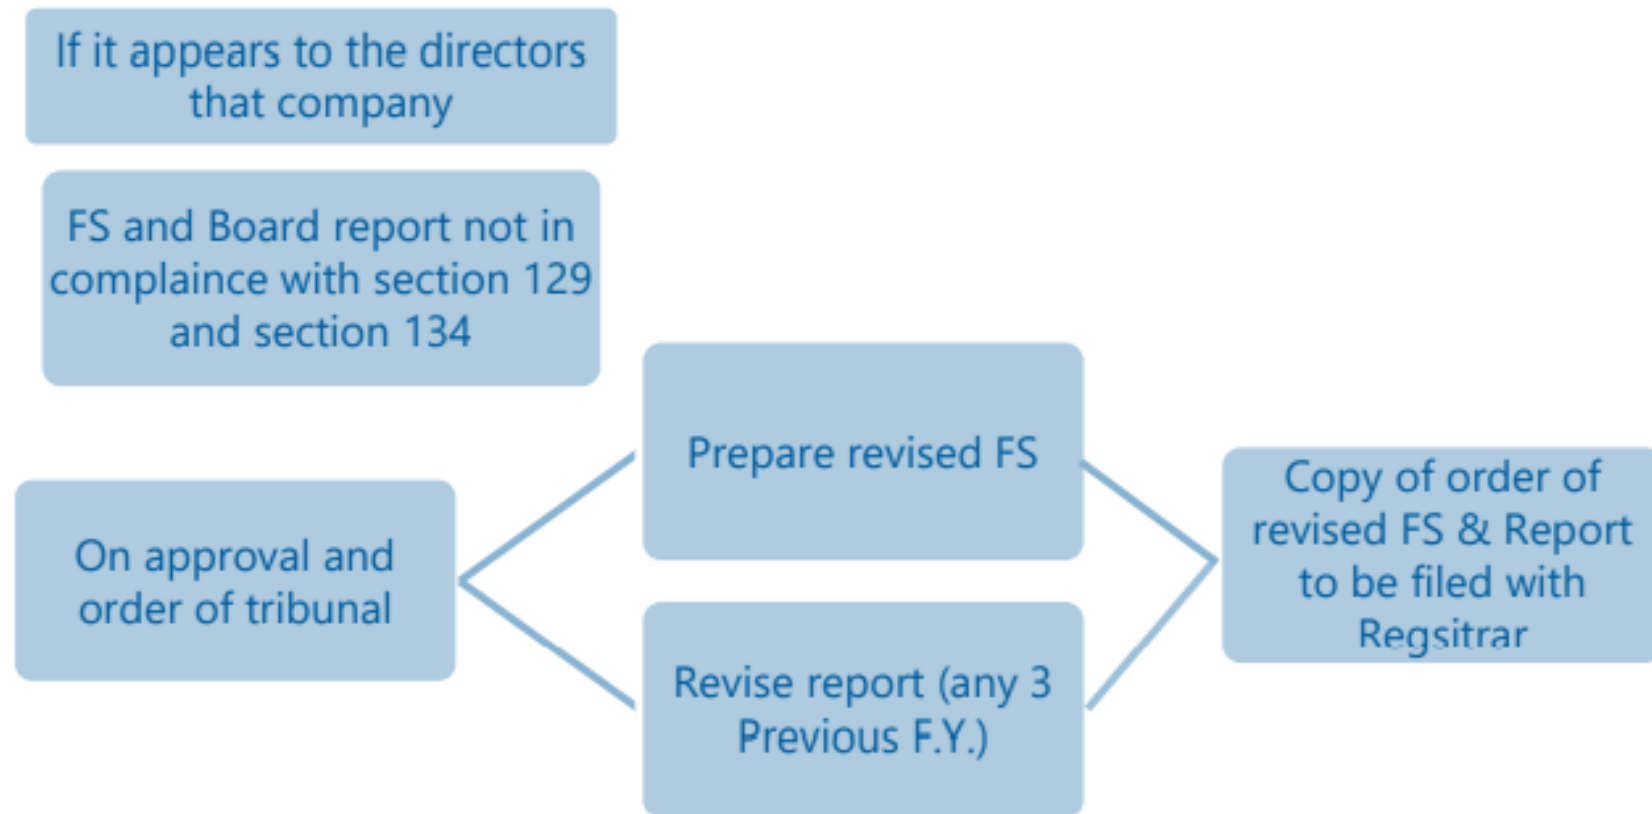 If it appears to the directors
that company
FS and Board report not in
complaince with section 129
and section 134
On approval and
order of tribunal
Prepare revised FS
Revise report (any 3
Previous F.Y.)
Copy of order of
revised FS & Report
to be filed with
Regsitrar